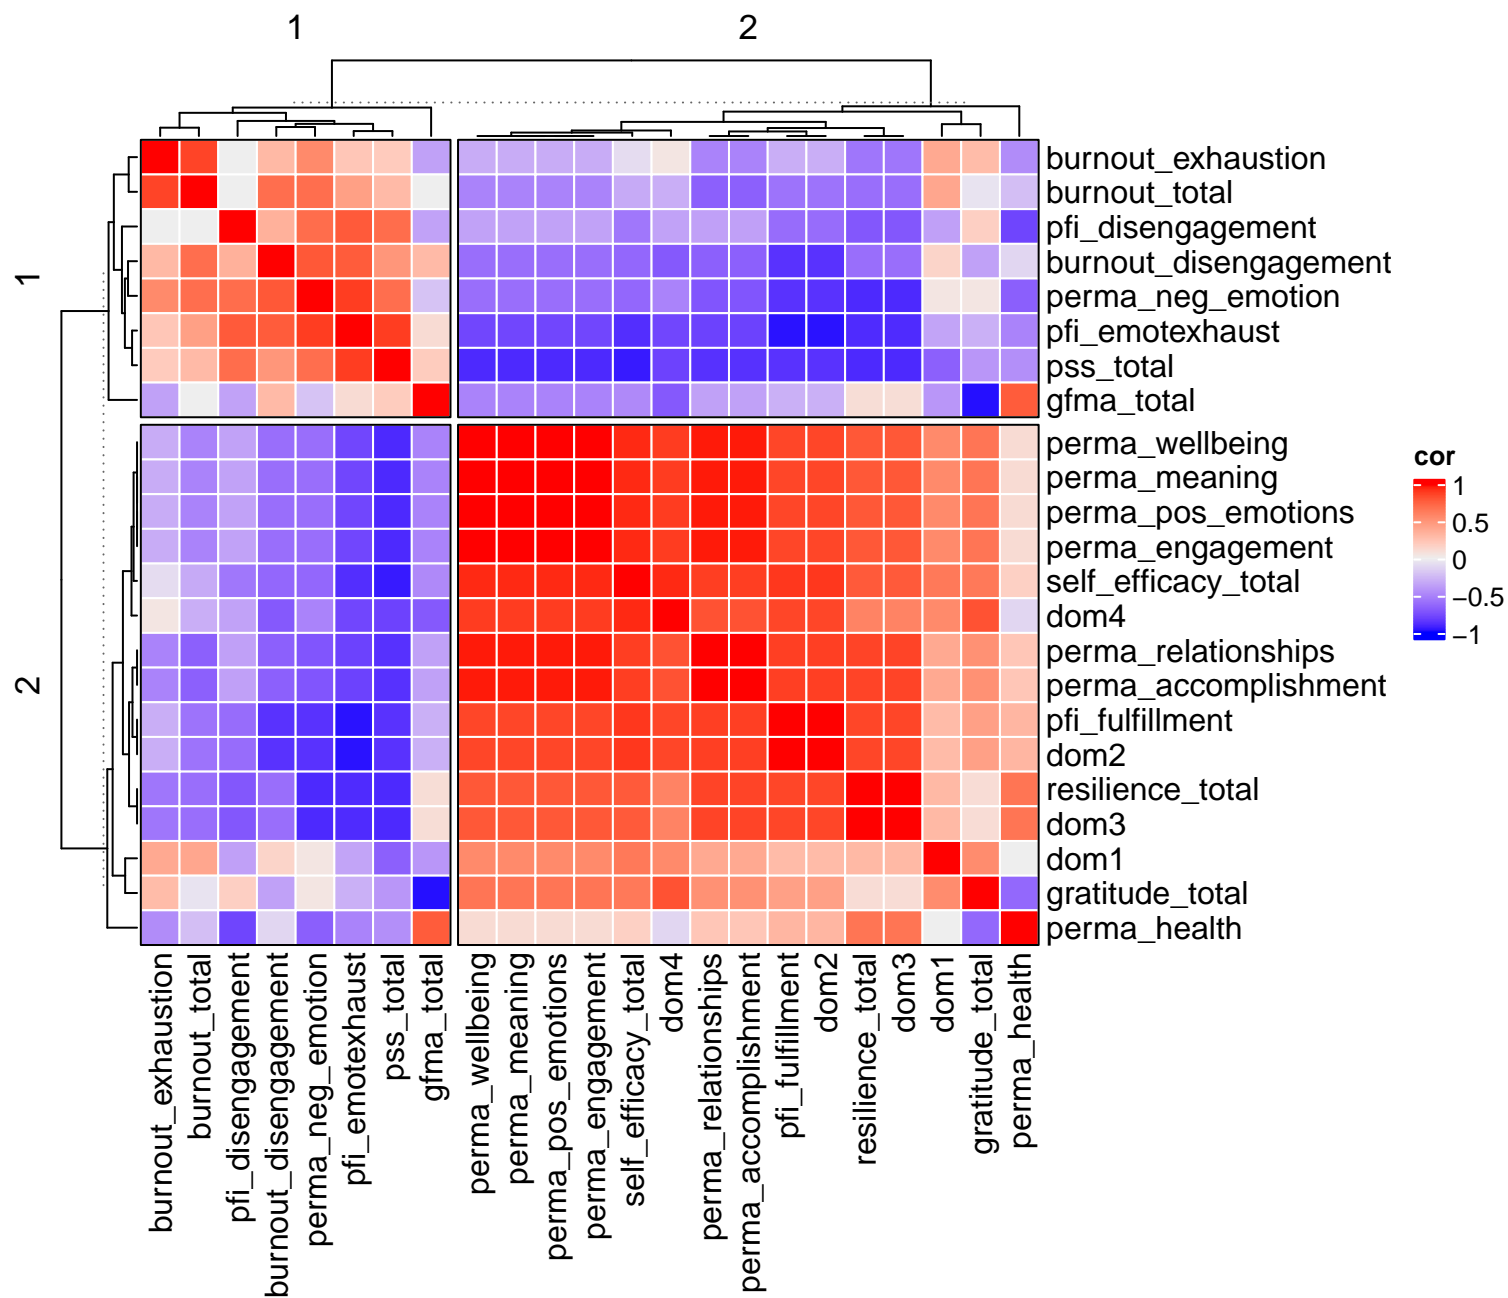 1
2
1
2
burnout_exhaustion
burnout_total
pfi_disengagement
burnout_disengagement
perma_neg_emotion
pfi_emotexhaust
pss_total
gfma_total
perma_wellbeing
perma_meaning
perma_pos_emotions
perma_engagement
self_efficacy_total
dom4
perma_relationships
perma_accomplishment
pfi_fulfillment
dom2
resilience_total
dom3
dom1
gratitude_total
perma_health
cor
1
0.5
0
−0.5
−1
burnout_exhaustion
burnout_total
pfi_disengagement
burnout_disengagement
perma_neg_emotion
pfi_emotexhaust
pss_total
gfma_total
perma_wellbeing
perma_meaning
perma_pos_emotions
perma_engagement
self_efficacy_total
dom4
perma_relationships
perma_accomplishment
pfi_fulfillment
dom2
resilience_total
dom3
dom1
gratitude_total
perma_health